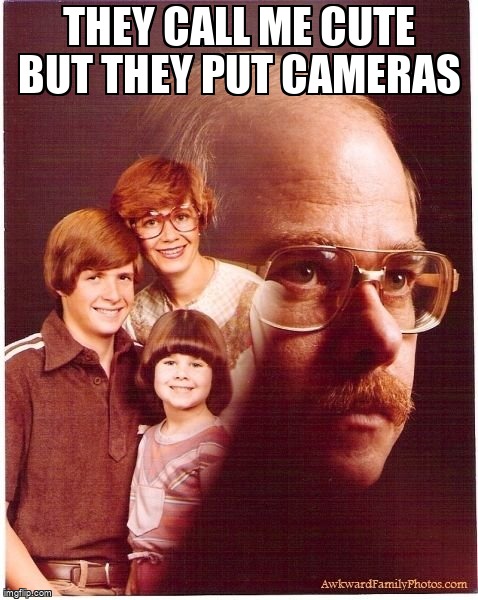 THEY CALL ME CUTE
BUT THEY PUT CAMERAS
AwkwardFamilyPhotos.com
imgflip.com